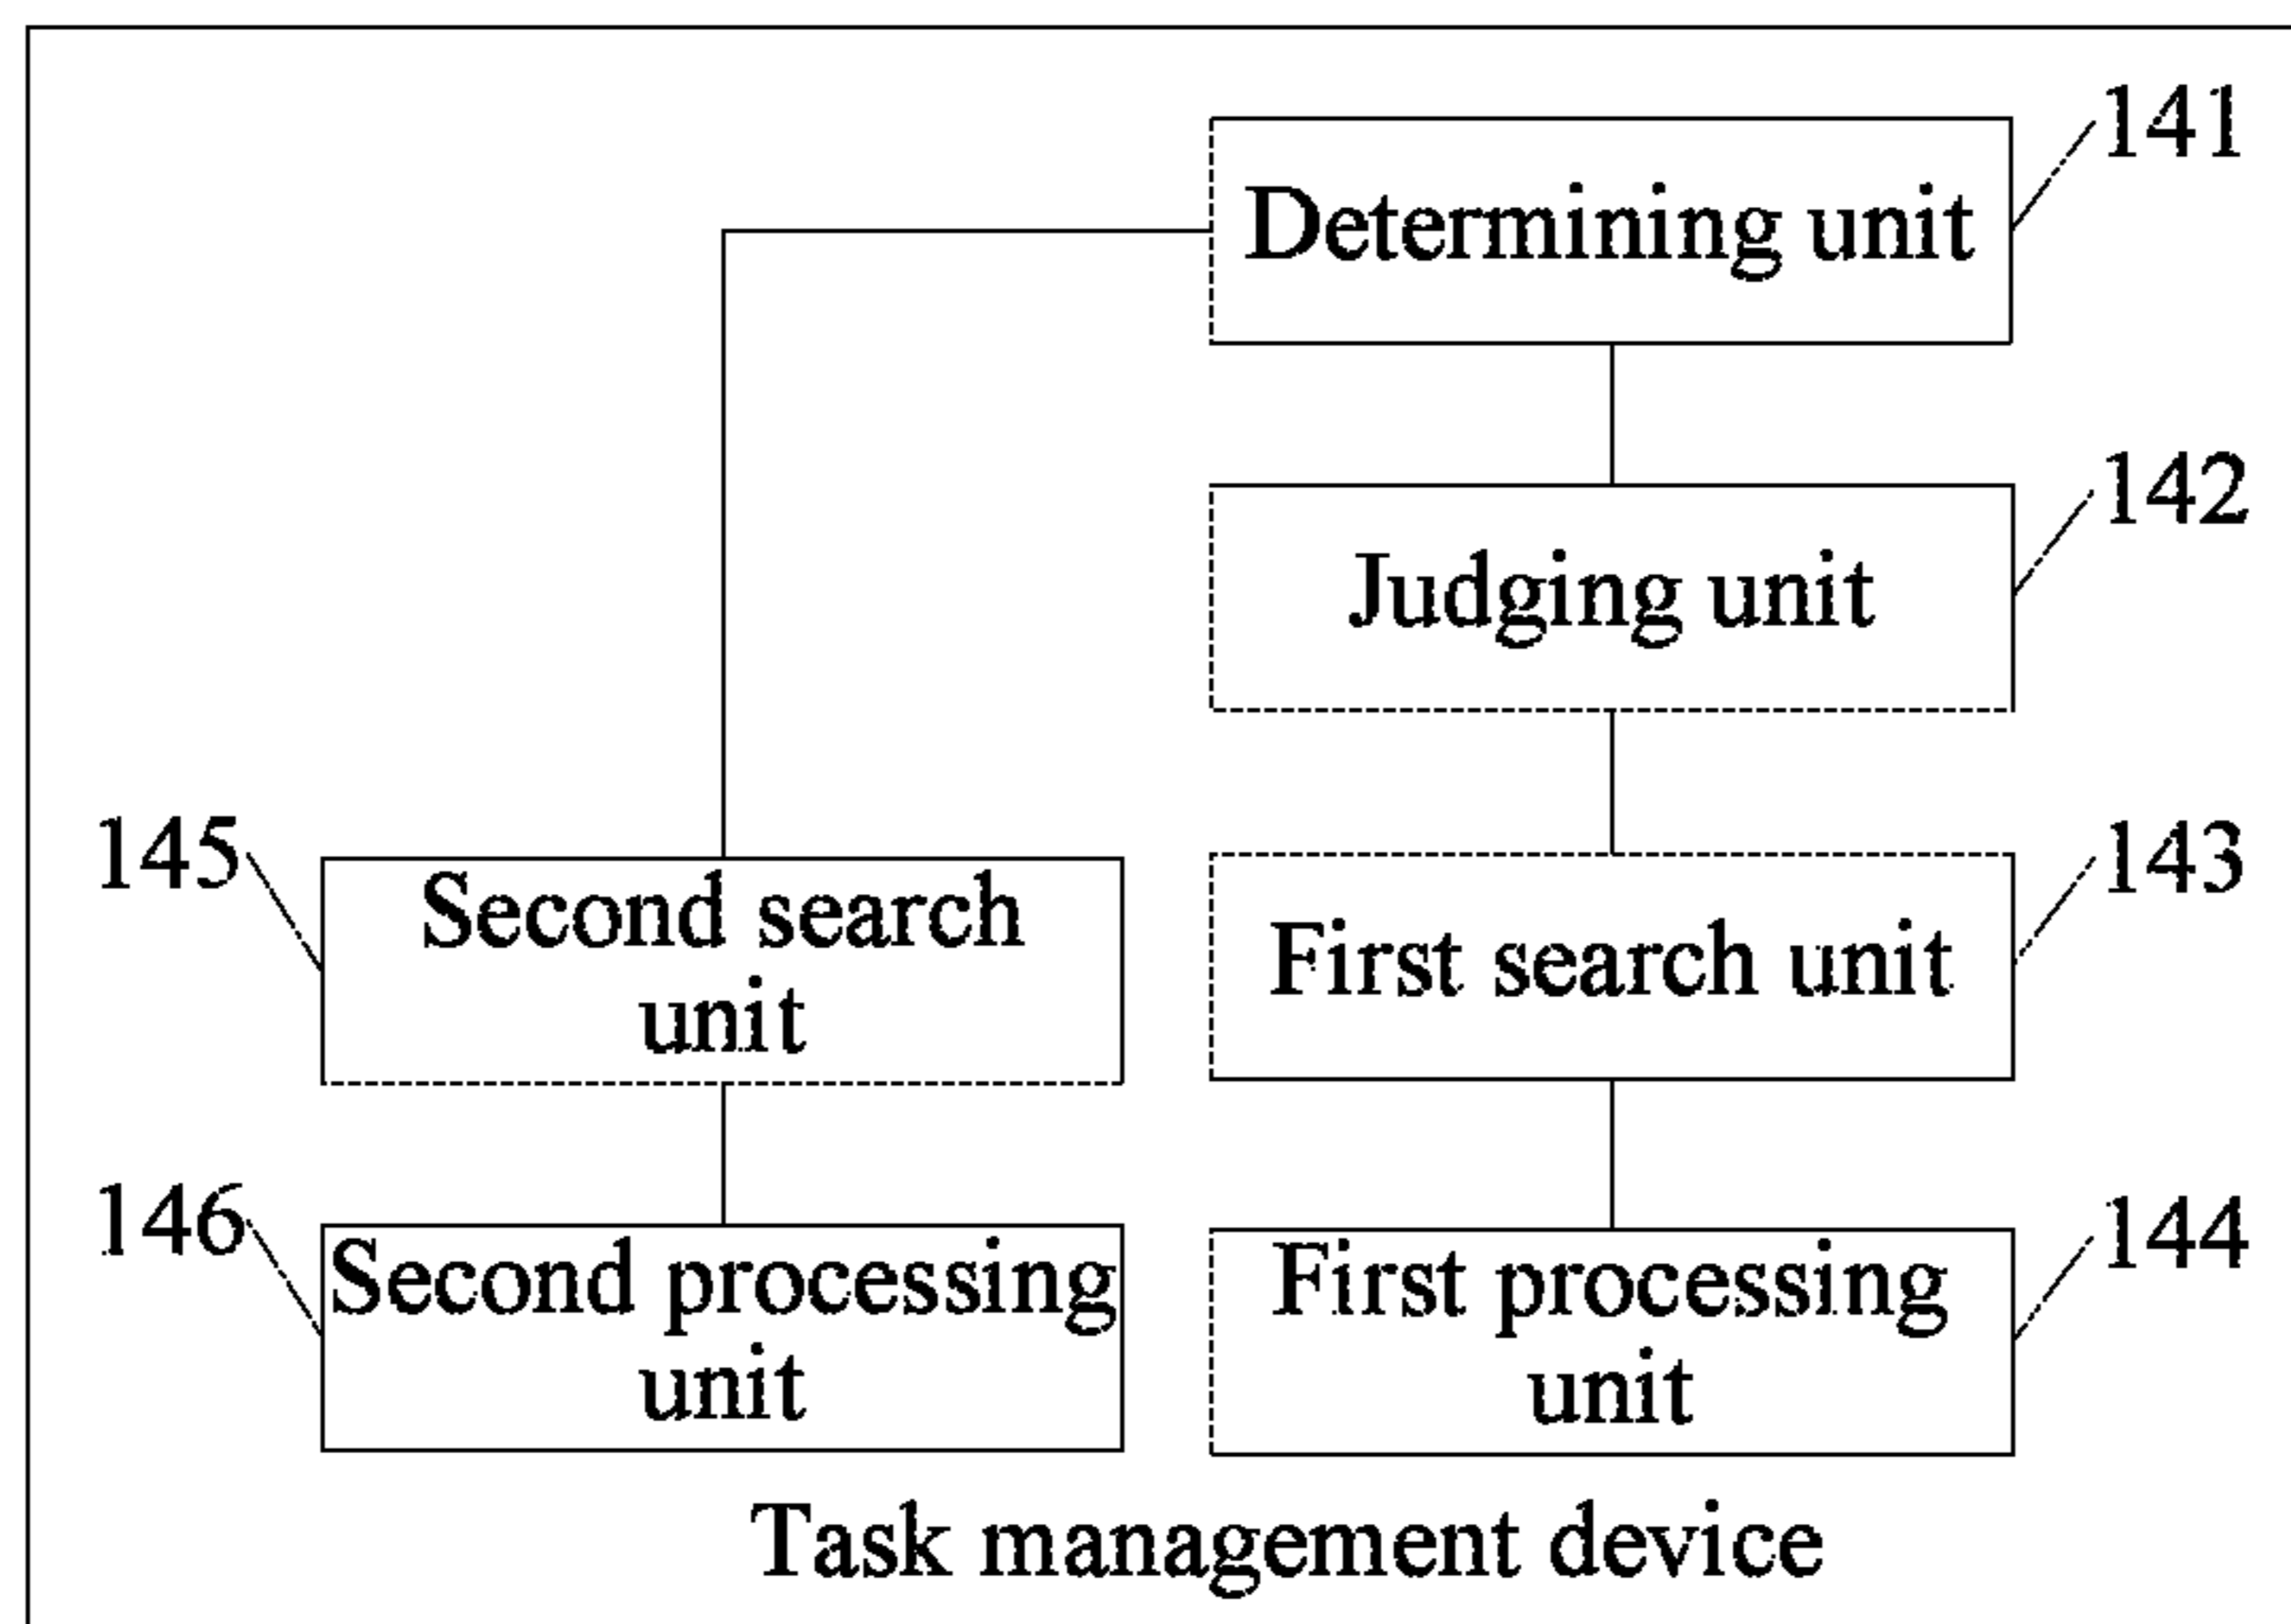 141
Determining unit
142
Judging unit
145
Second search
unit
143
First search unit
146
Second processing
unit
144
First processing
unit
Task management device